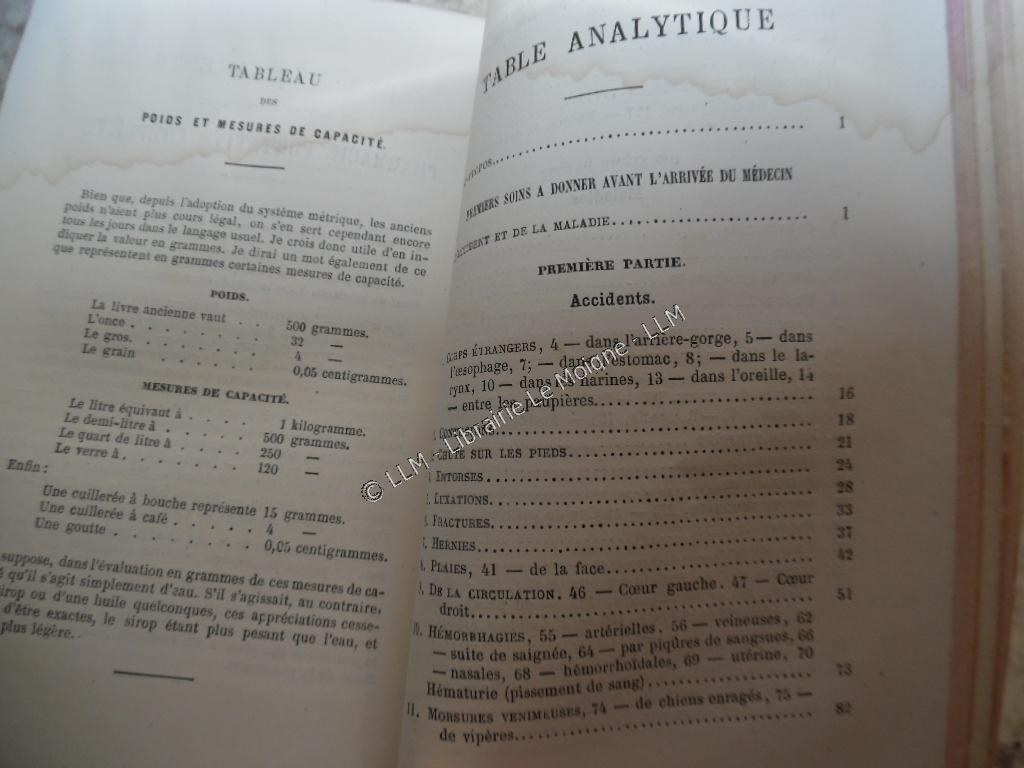 TABLEAU
DES
POIDS ET MESURES DE CAPACITÉ.
Bien que, depuis l'adoption du système métrique, les anciens
poids n'aient plus cours légal, on s'en sert cependant encore
tous les jours dans le langage usuel. Je crois donc utile d'en in-
diquer la valeur en grammes. Je dirai un mot également de ce
que représentent en grammes certaines mesures de capacité.
POIDS.
La livre ancienne vaut . . 500 grammes.
L'once . . . . . . . 32 —
Le gros. . . . . . . 4 —
Le grain . . . . . 0,05 centigrammes.
MESURES DE CAPACITÉ.
Le litre équivaut à . . . . 1 kilogramme.
Le demi-litre à . . . . . 500 grammes.
Le quart de litre à . . . . 250 —
Le verre à. . . . . . . 120 —
Enfin :
Une cuillerée à bouche représente 15 grammes.
Une cuillerée à café . . . . . 4 —
Une goutte . . . . . . . . 0,05 centigrammes.
suppose, dans l'évaluation en grammes de ces mesures de ca-
qu'il s'agit simplement d'eau. S'il s'agissait, au contraire,
sirop ou d'une huile quelconques, ces appréciations cesse-
d'être exactes, le sirop étant plus pesant que l'eau, et
plus légère.
TABLE ANALYTIQUE
1
PREMIERS SOINS A DONNER AVANT L'ARRIVÉE DU MÉDECIN
ET DE LA MALADIE........ 1
PREMIÈRE PARTIE.
Accidents.
ÉTRANGERS, 4 — dans l'arrière-gorge, 5 — dans
l'œsophage, 7; — dans l'estomac, 8; — dans le la-
rynx, 10 — dans les narines, 13 — dans l'oreille, 14
— entre les paupières........ 16
18
SUR LES PIEDS........ 21
ENTORSES........ 24
LUXATIONS........ 28
FRACTURES........ 33
HERNIES........ 37
PLAIES, 41 — de la face........ 42
DE LA CIRCULATION. 46 — Cœur gauche. 47 — Cœur
droit........ 51
10. HÉMORRHAGIES, 55 — artérielles. 56 — veineuses, 62
— suite de saignée, 64 — par piqûres de sangsues, 66
— nasales, 68 — hémorrhoïdales, 69 — utérine, 70
Hématurie (pissement de sang)........ 73
11. MORSURES VENIMEUSES, 74 — de chiens enragés, 75 —
de vipères........ 82
© LLM - Librairie Le Moigne - LLM